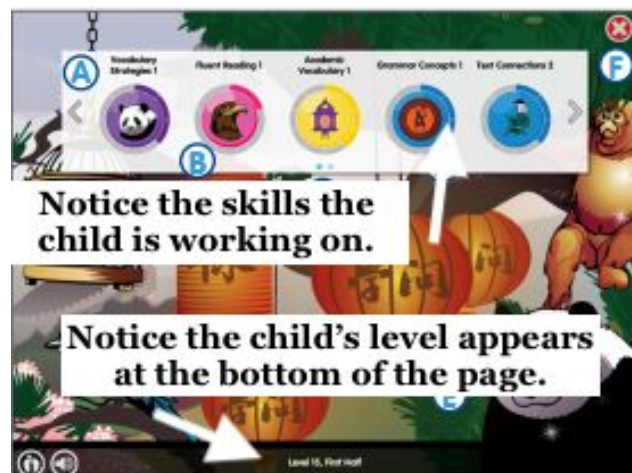 Vocabulary
Strategies 1
Fluent Reading 1
Academic
Vocabulary 1
Grammar Concepts 1
Text Connections 2
A
F
B
Notice the skills the
child is working on.
Notice the child's level appears
at the bottom of the page.
E
Level 15, First Half